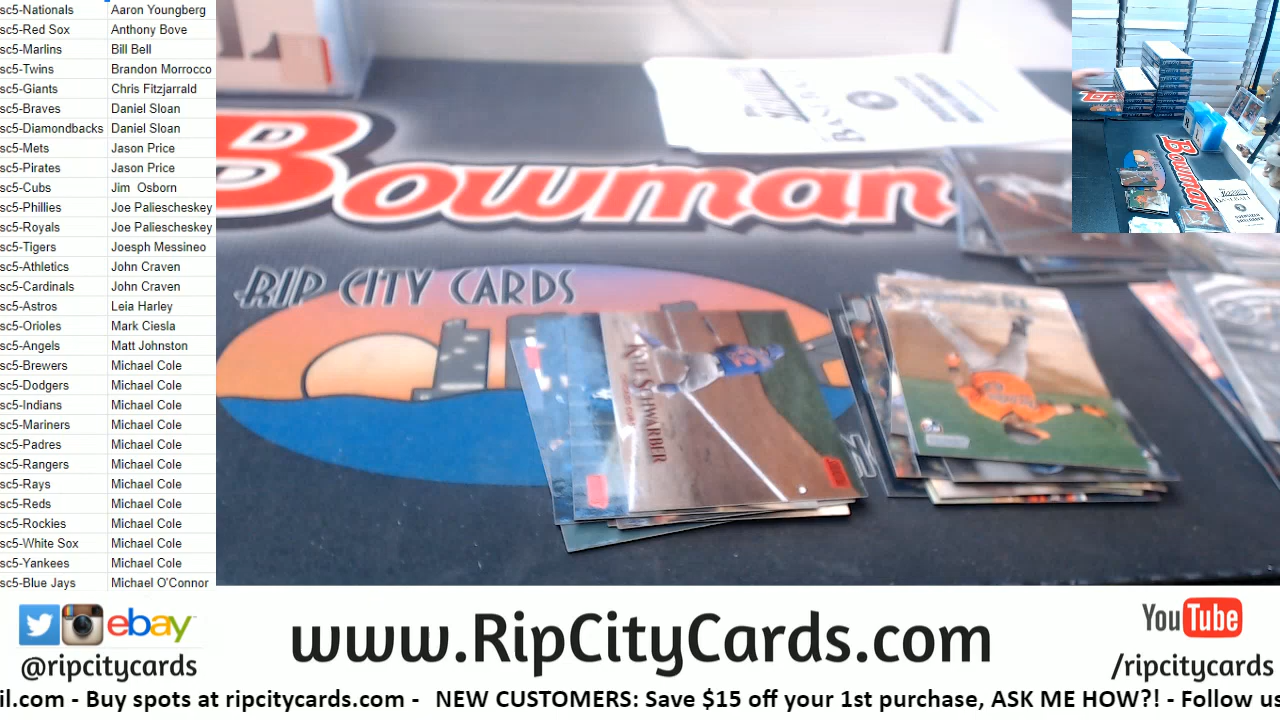 sc5-Nationals Aaron Youngberg
sc5-Red Sox Anthony Bove
sc5-Marlins Bill Bell
sc5-Twins Brandon Morrocco
sc5-Giants Chris Fitzjarrald
sc5-Braves Daniel Sloan
sc5-Diamondbacks Daniel Sloan
sc5-Mets Jason Price
sc5-Pirates Jason Price
sc5-Cubs Jim Osborn
sc5-Phillies Joe Paliescheskey
sc5-Royals Joe Paliescheskey
sc5-Tigers Joesph Messineo
sc5-Athletics John Craven
sc5-Cardinals John Craven
sc5-Astros Leia Harley
sc5-Orioles Mark Ciesla
sc5-Angels Matt Johnston
sc5-Brewers Michael Cole
sc5-Dodgers Michael Cole
sc5-Indians Michael Cole
sc5-Mariners Michael Cole
sc5-Padres Michael Cole
sc5-Rangers Michael Cole
sc5-Rays Michael Cole
sc5-Reds Michael Cole
sc5-Rockies Michael Cole
sc5-White Sox Michael Cole
sc5-Yankees Michael Cole
sc5-Blue Jays Michael O'Connor
Bowman
RIP CITY CARDS
KYLE SCHWARBER
Bowman
ebay
@ripcitycards
www.RipCityCards.com
YouTube
/ripcitycards
il.com - Buy spots at ripcitycards.com - NEW CUSTOMERS: Save $15 off your 1st purchase, ASK ME HOW?! - Follow us